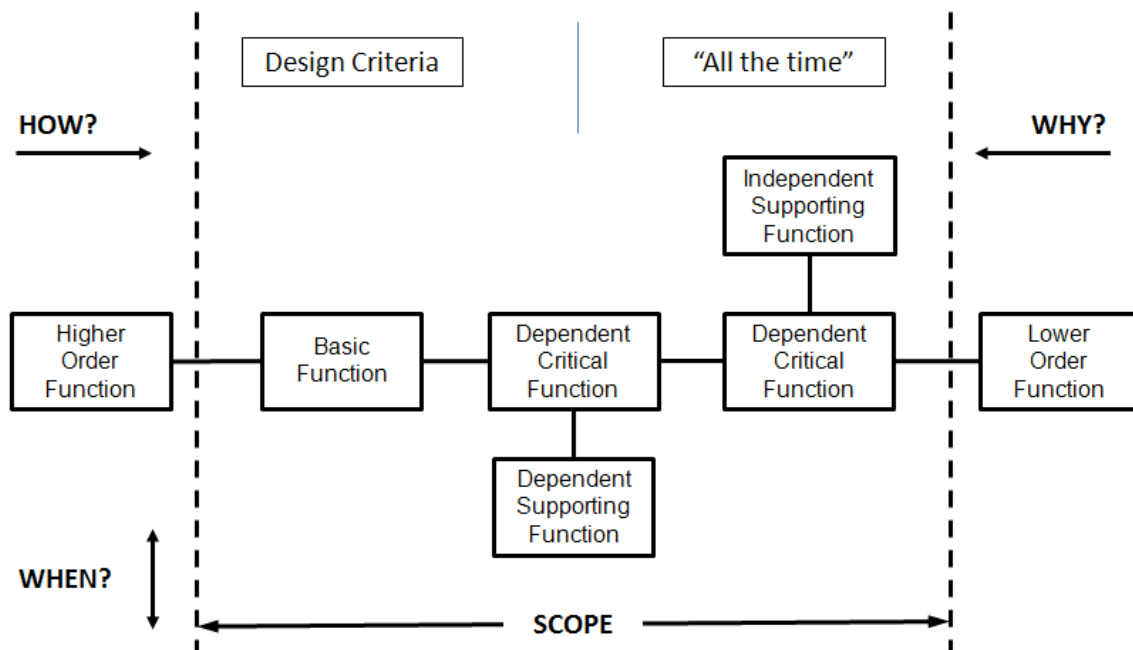 Design Criteria
“All the time”
HOW?
WHY?
Independent
Supporting
Function
Higher
Order
Function
Basic
Function
Dependent
Critical
Function
Dependent
Critical
Function
Lower
Order
Function
Dependent
Supporting
Function
WHEN?
SCOPE